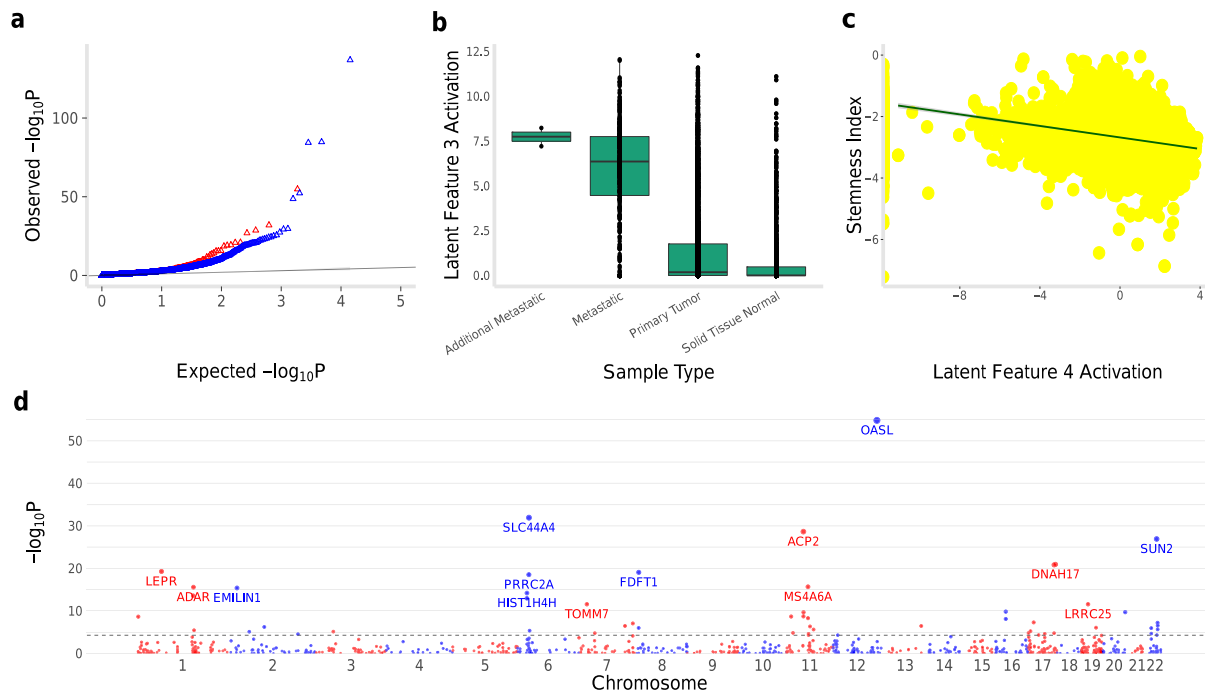 a
100
50
0
0 1 2 3 4 5
Observed −log10P
Expected −log10P
b
12.5
10.0
7.5
5.0
2.5
0.0
Latent Feature 3 Activation
Additional Metastatic
Metastatic
Primary Tumor
Solid Tissue Normal
Sample Type
c
0
−2
−4
−6
−8 −4 0 4
Stemness Index
Latent Feature 4 Activation
d
50
40
30
20
10
0
−log10P
OASL
SLC44A4
ACP2
SUN2
LEPR
PRRC2A
FDFT1
DNAH17
ADAR
EMILIN1
HIST1H4H
MS4A6A
TOMM7
LRRC25
1 2 3 4 5 6 7 8 9 10 11 12 13 14 15 16 17 18 19 20 21 22
Chromosome